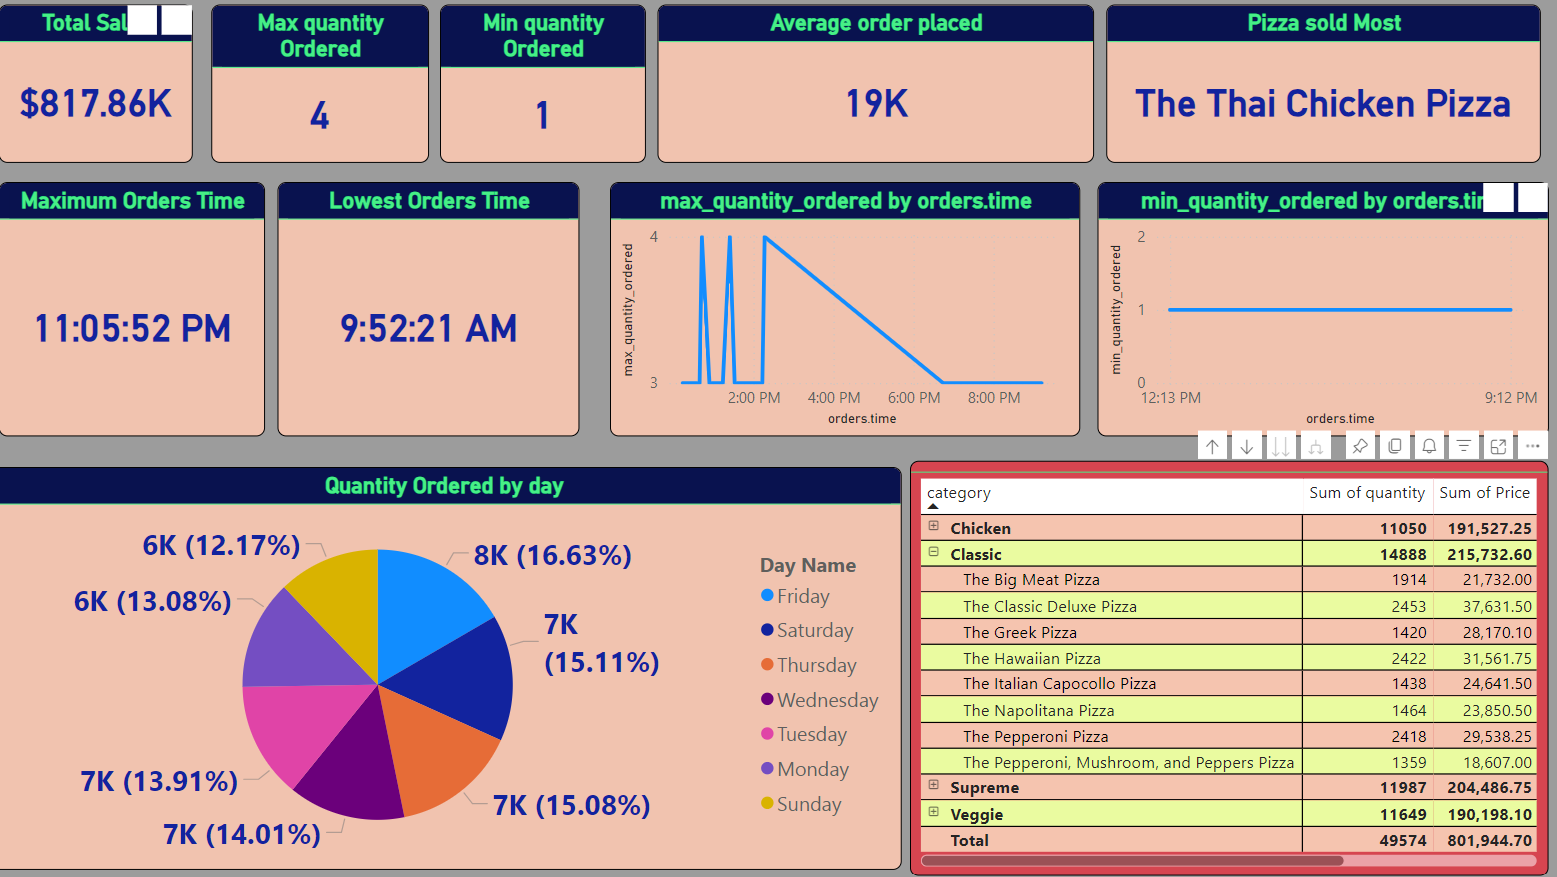 Total Sal
$817.86K
Max quantity
Ordered
4
Min quantity
Ordered
1
Average order placed
19K
Pizza sold Most
The Thai Chicken Pizza
Maximum Orders Time
11:05:52 PM
Lowest Orders Time
9:52:21 AM
max_quantity_ordered by orders.time
max_quantity_ordered
4
3
2:00 PM 4:00 PM 6:00 PM 8:00 PM
orders.time
min_quantity_ordered by orders.tir
min_quantity_ordered
2
1
0
12:13 PM 9:12 PM
orders.time
Quantity Ordered by day
6K (12.17%)
8K (16.63%)
6K (13.08%)
7K
(15.11%)
7K (13.91%)
7K (15.08%)
7K (14.01%)
Day Name
Friday
Saturday
Thursday
Wednesday
Tuesday
Monday
Sunday
category Sum of quantity Sum of Price
Chicken 11050 191,527.25
Classic 14888 215,732.60
The Big Meat Pizza 1914 21,732.00
The Classic Deluxe Pizza 2453 37,631.50
The Greek Pizza 1420 28,170.10
The Hawaiian Pizza 2422 31,561.75
The Italian Capocollo Pizza 1438 24,641.50
The Napolitana Pizza 1464 23,850.50
The Pepperoni Pizza 2418 29,538.25
The Pepperoni, Mushroom, and Peppers Pizza 1359 18,607.00
Supreme 11987 204,486.75
Veggie 11649 190,198.10
Total 49574 801,944.70